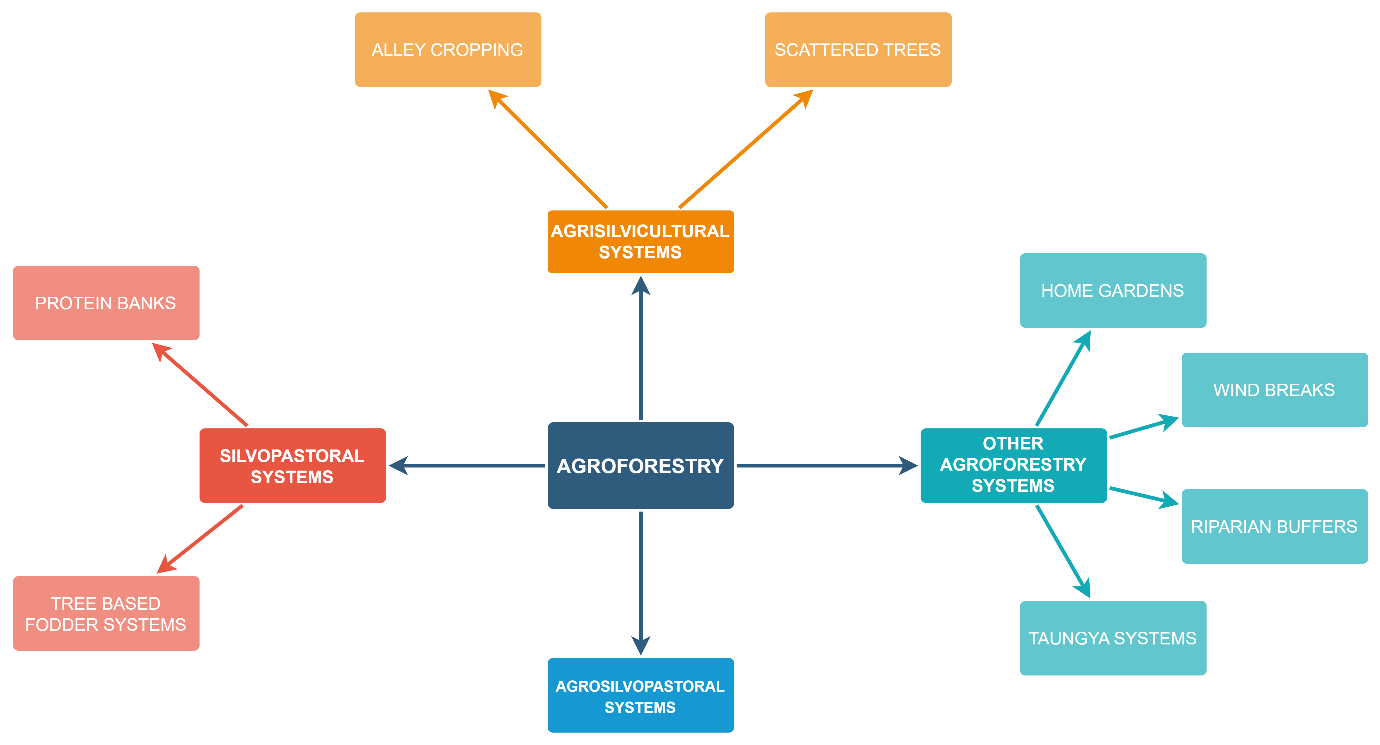 ALLEY CROPPING
SCATTERED TREES
AGRISILVICULTURAL
SYSTEMS
PROTEIN BANKS
HOME GARDENS
WIND BREAKS
SILVOPASTORAL
SYSTEMS
AGROFORESTRY
OTHER
AGROFORESTRY
SYSTEMS
RIPARIAN BUFFERS
TREE BASED
FODDER SYSTEMS
TAUNGYA SYSTEMS
AGROSILVOPASTORAL
SYSTEMS